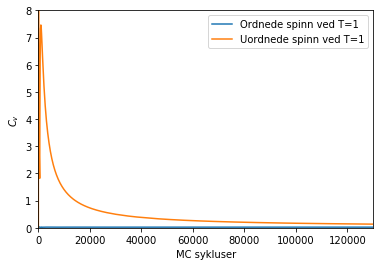 8
7
6
5
4
3
2
1
0
Cv
Ordnede spinn ved T=1
Uordnede spinn ved T=1
0 20000 40000 60000 80000 100000 120000
MC sykluser